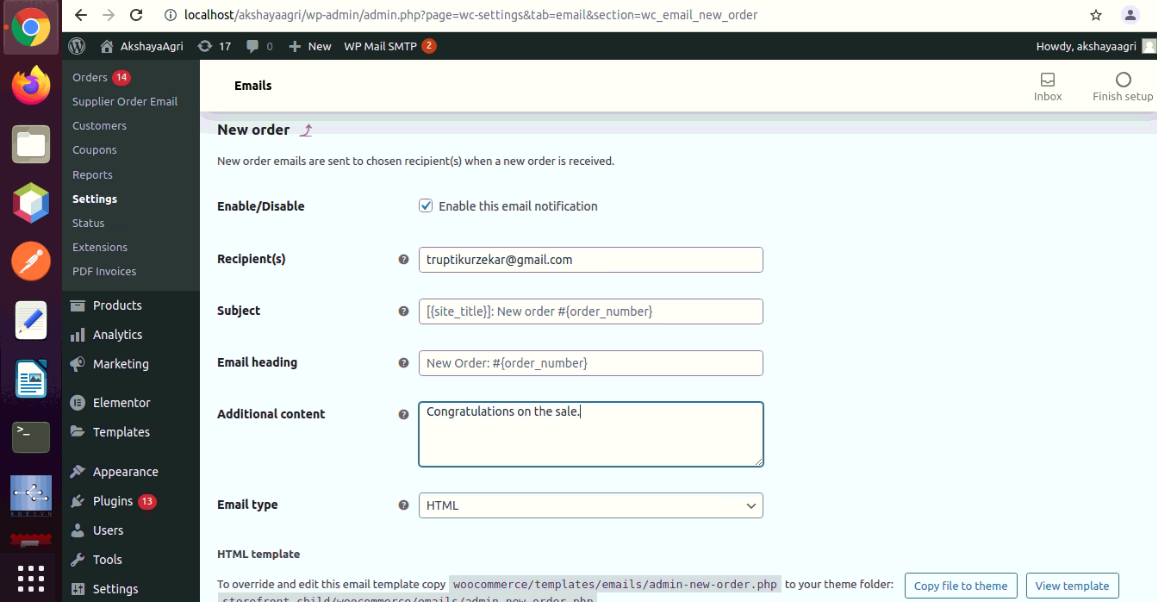 localhost/akshayaagri/wp-admin/admin.php?page=wc-settings&tab=email&section=wc_email_new_order
AkshayaAgri 17 0 New WP Mail SMTP 2 Howdy, akshayaagri
Orders 14
Supplier Order Email
Customers
Coupons
Reports
Settings
Status
Extensions
PDF Invoices
Products
Analytics
Marketing
Elementor
Templates
Appearance
Plugins 13
Users
Tools
Settings
Emails
Inbox
Finish setup
New order
New order emails are sent to chosen recipient(s) when a new order is received.
Enable/Disable Enable this email notification
Recipient(s) truptikurzekar@gmail.com
Subject [{site_title}]: New order #{order_number}
Email heading New Order: #{order_number}
Additional content Congratulations on the sale.
Email type HTML
HTML template
To override and edit this email template copy woocommerce/templates/emails/admin-new-order.php to your theme folder: Copy file to theme View template
storefront-child/woocommerce/emails/admin-new-order.php